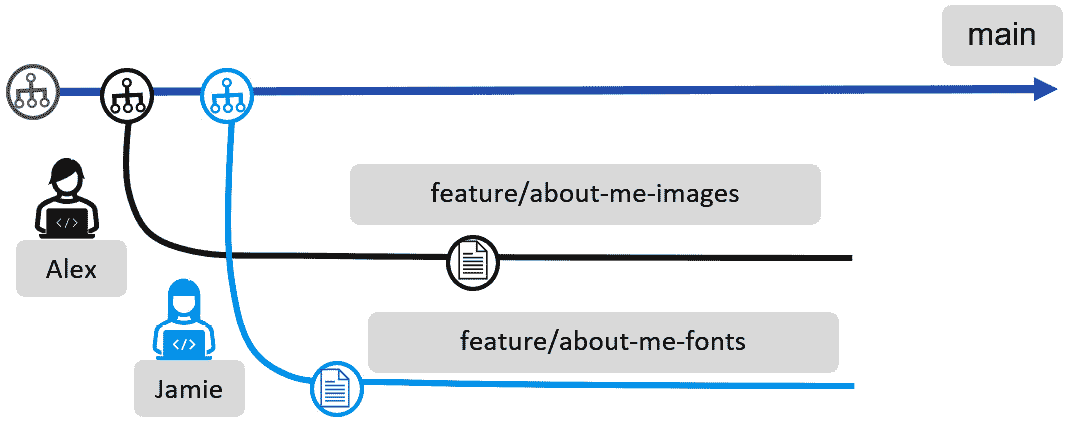 main
feature/about-me-images
Alex
</>
feature/about-me-fonts
</>
Jamie